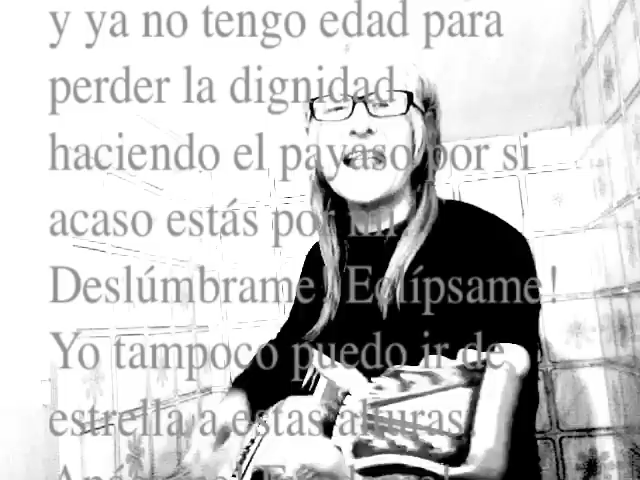 y ya no tengo edad para
perder la dignidad
haciendo el payaso por si
acaso estás por mi
Deslúmbrame! Eclípsame!
Yo tampoco puedo ir de
estrella a estas alturas